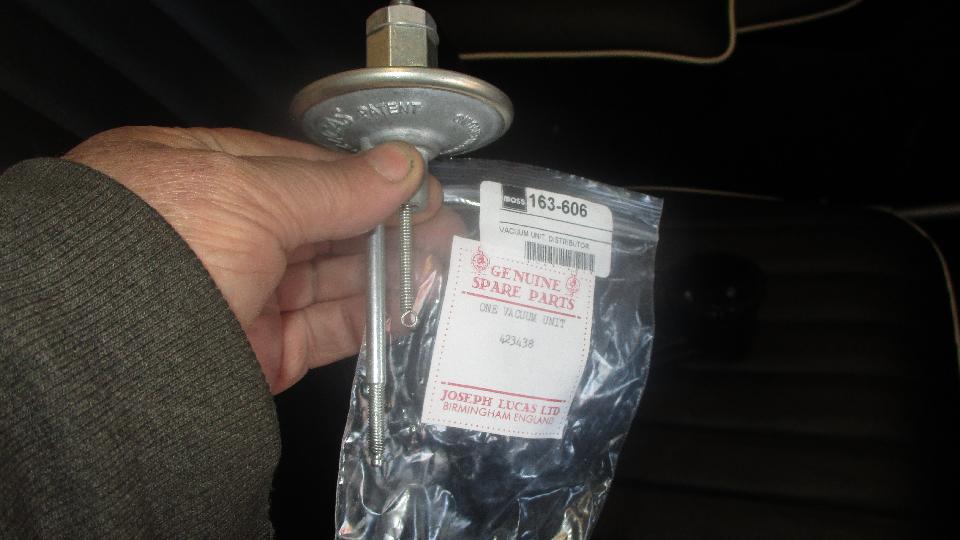 PATENT
moss 163-606
VACUUM UNIT, DISTRIBUTOR
GENUINE
SPARE PARTS
ONE VACUUM UNIT
423438
JOSEPH LUCAS LTD
BIRMINGHAM ENGLAND